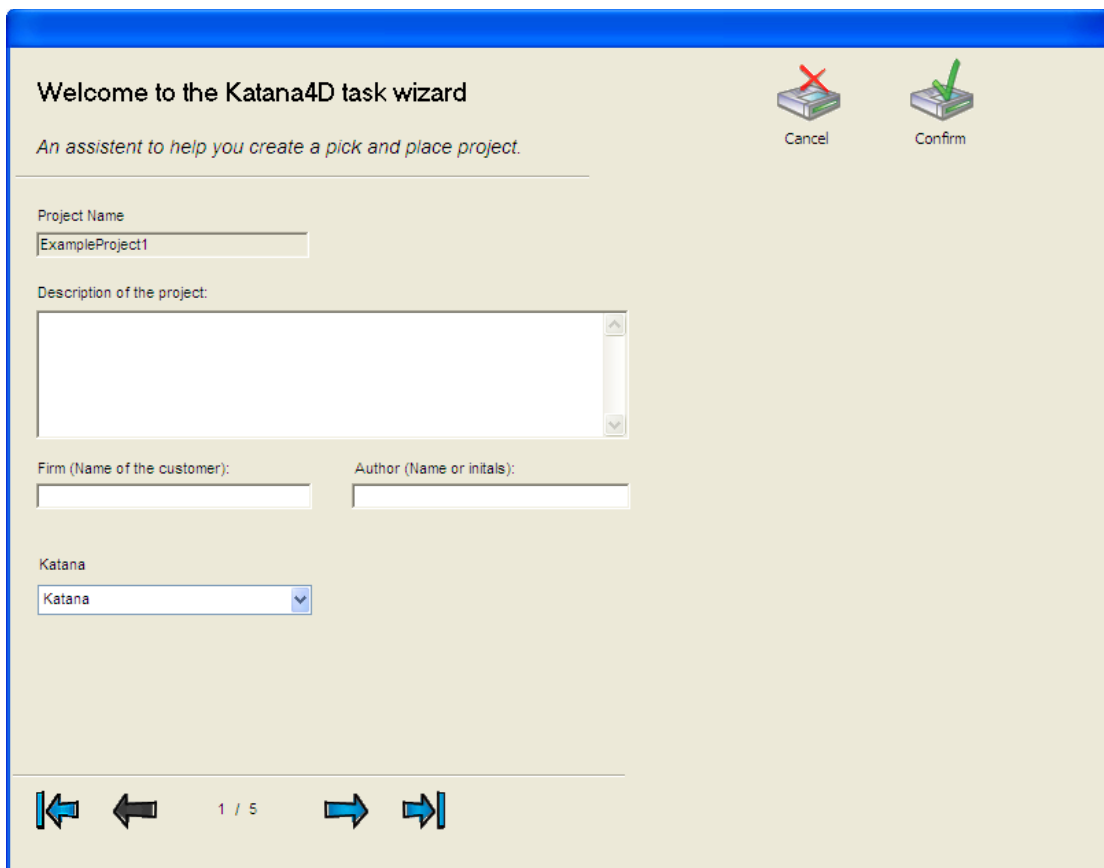 Welcome to the Katana4D task wizard
An assistent to help you create a pick and place project.
Cancel
Confirm
Project Name
ExampleProject1
Description of the project:
Firm (Name of the customer):
Author (Name or initals):
Katana
Katana
1 / 5